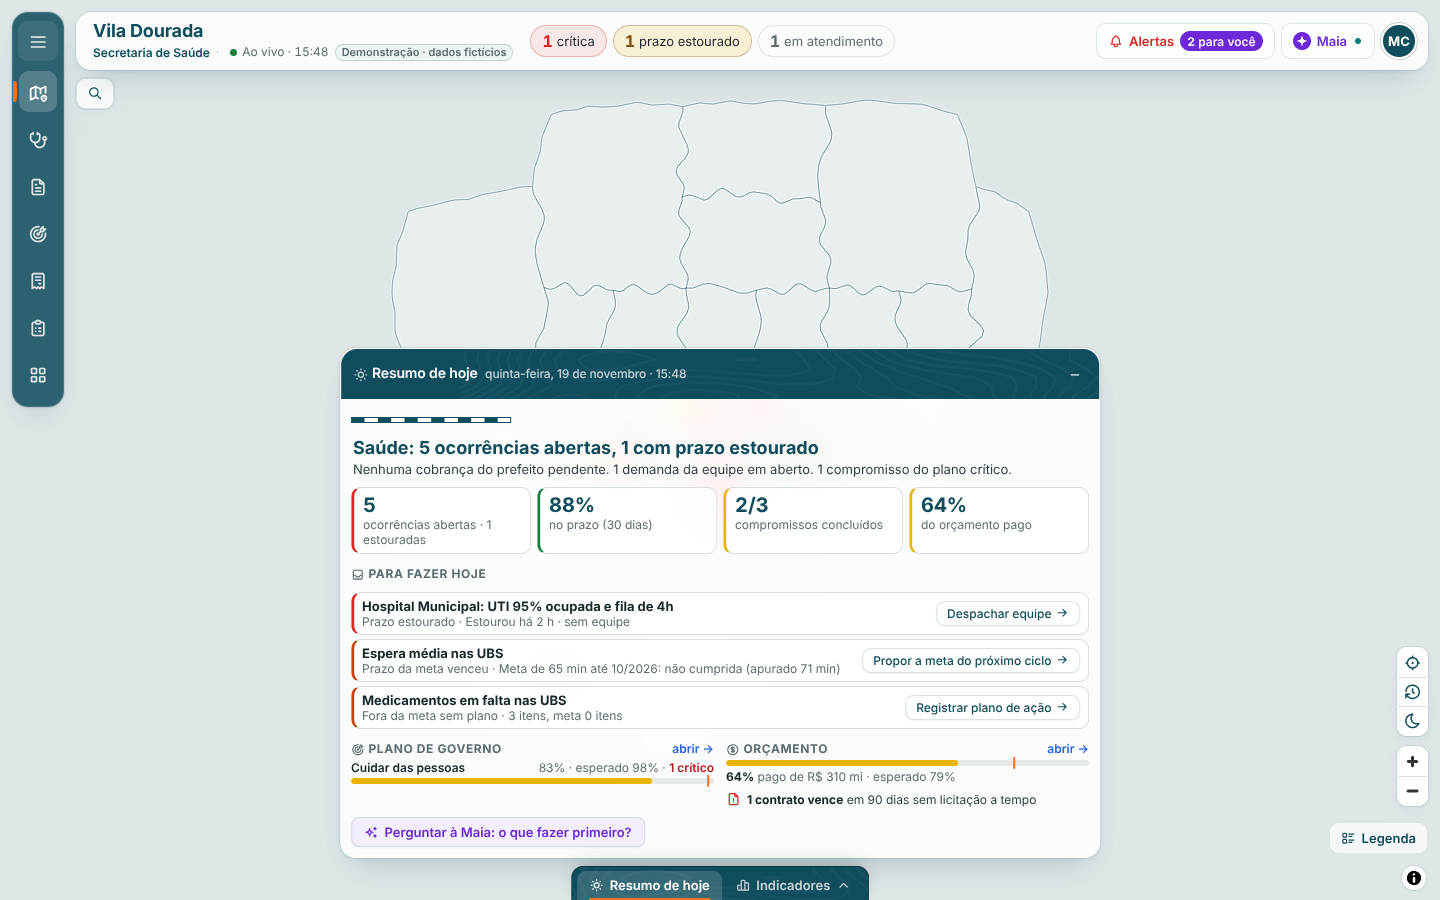 Vila Dourada
Secretaria de Saúde · Ao vivo · 15:48 Demonstração · dados fictícios
1 crítica
1 prazo estourado
1 em atendimento
Alertas 2 para você
Maia
MC
Resumo de hoje quinta-feira, 19 de novembro · 15:48
Saúde: 5 ocorrências abertas, 1 com prazo estourado
Nenhuma cobrança do prefeito pendente. 1 demanda da equipe em aberto. 1 compromisso do plano crítico.
5
ocorrências abertas · 1
estouradas
88%
no prazo (30 dias)
2/3
compromissos concluídos
64%
do orçamento pago
PARA FAZER HOJE
Hospital Municipal: UTI 95% ocupada e fila de 4h
Prazo estourado · Estourou há 2 h · sem equipe
Despachar equipe →
Espera média nas UBS
Prazo da meta venceu · Meta de 65 min até 10/2026: não cumprida (apurado 71 min)
Propor a meta do próximo ciclo →
Medicamentos em falta nas UBS
Fora da meta sem plano · 3 itens, meta 0 itens
Registrar plano de ação →
PLANO DE GOVERNO abrir →
Cuidar das pessoas 83% · esperado 98% · 1 crítico
ORÇAMENTO abrir →
64% pago de R$ 310 mi · esperado 79%
1 contrato vence em 90 dias sem licitação a tempo
Perguntar à Maia: o que fazer primeiro?
Legenda
Resumo de hoje
Indicadores